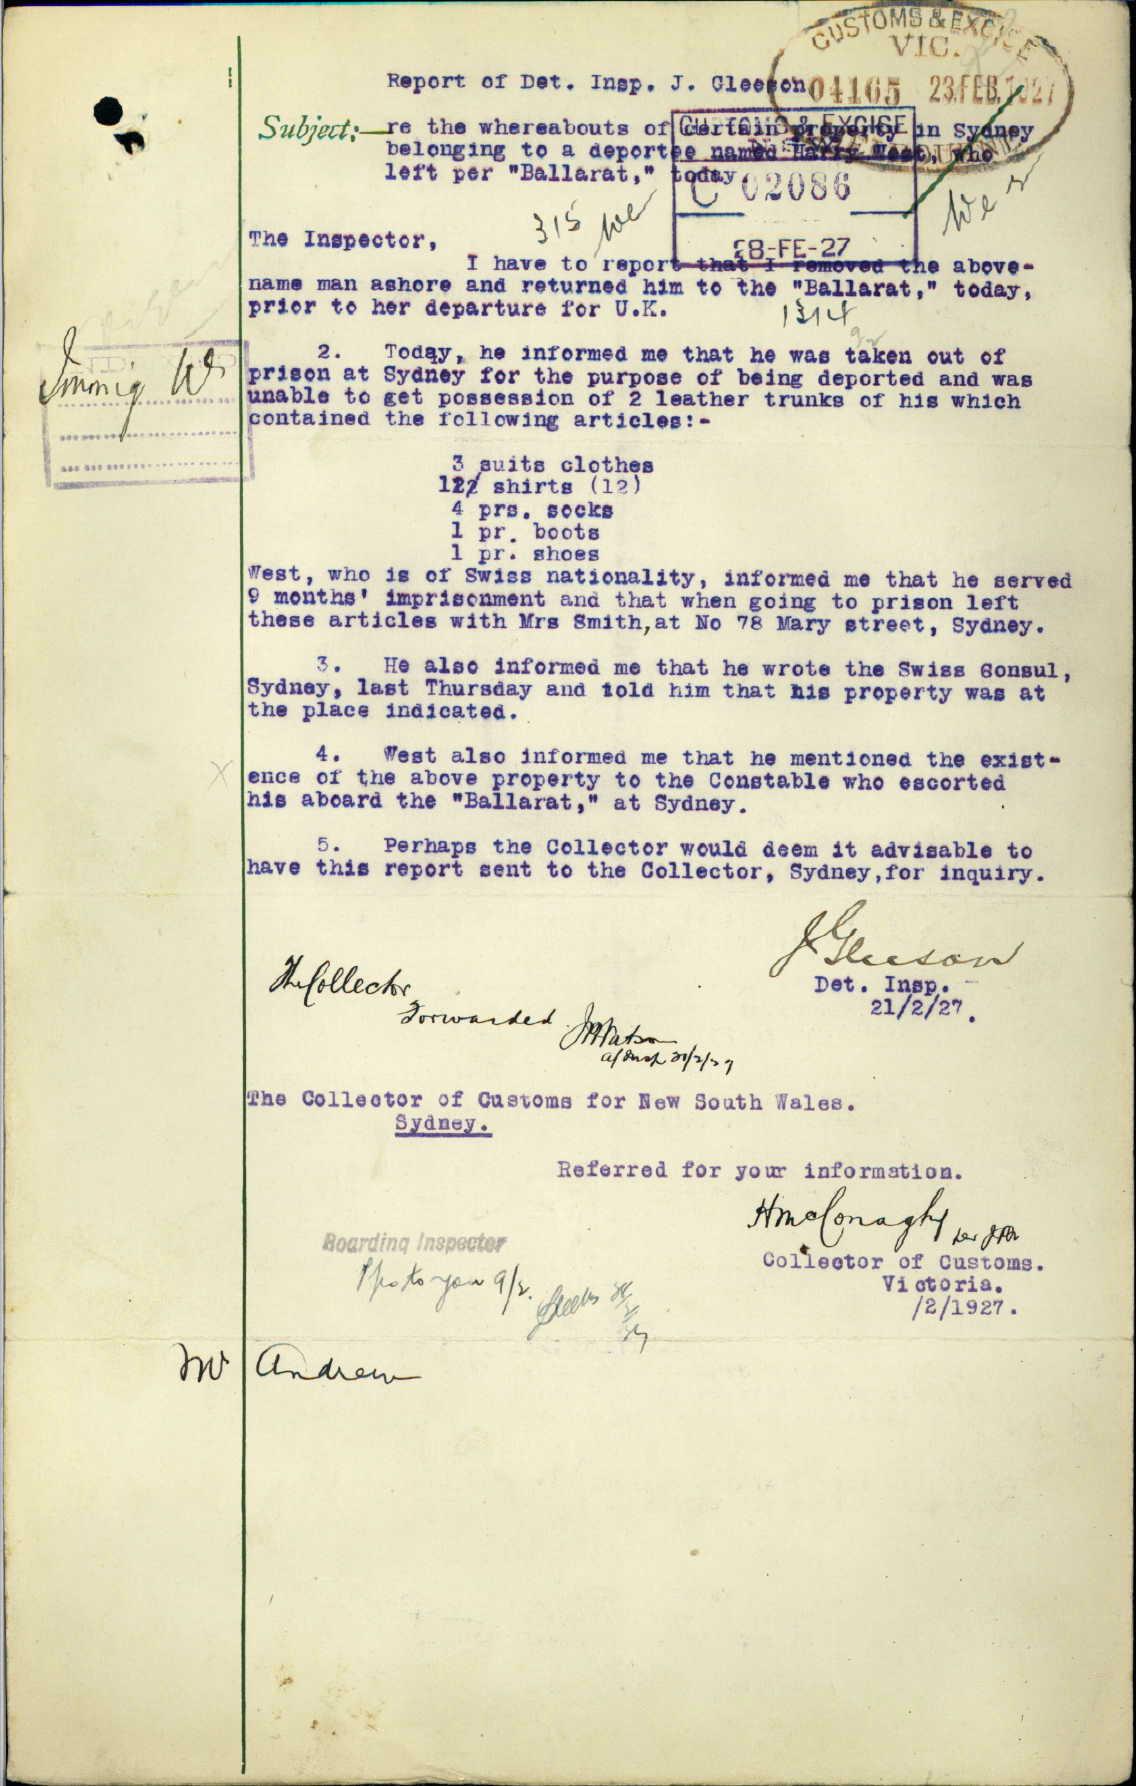 CUSTOMS & EXCISE
VIC.
04165 23.FEB.1927
Report of Det. Insp. J. Gleeson
CUSTOMS & EXCISE
Subject:—re the whereabouts of certain property in Sydney
belonging to a deportee named Harry West, who
left per "Ballarat," today
C 02086
28-FE-27
315
The Inspector,
I have to report that I removed the above-
name man ashore and returned him to the "Ballarat," today,
prior to her departure for U.K.
1314
2. Today, he informed me that he was taken out of
prison at Sydney for the purpose of being deported and was
unable to get possession of 2 leather trunks of his which
contained the following articles:-
3 suits clothes
122 shirts (12)
4 prs. socks
1 pr. boots
1 pr. shoes
West, who is of Swiss nationality, informed me that he served
9 months' imprisonment and that when going to prison left
these articles with Mrs Smith, at No 78 Mary street, Sydney.
3. He also informed me that he wrote the Swiss Consul,
Sydney, last Thursday and told him that his property was at
the place indicated.
4. West also informed me that he mentioned the exist-
X
ence of the above property to the Constable who escorted
his aboard the "Ballarat," at Sydney.
5. Perhaps the Collector would deem it advisable to
have this report sent to the Collector, Sydney, for inquiry.
J Gleeson
Det. Insp.
21/2/27.
The Collector
Forwarded.
The Collector of Customs for New South Wales.
Sydney.
Referred for your information.
H McConaghy
Collector of Customs.
Victoria.
/2/1927.
Boarding Inspector
Mr Andrew